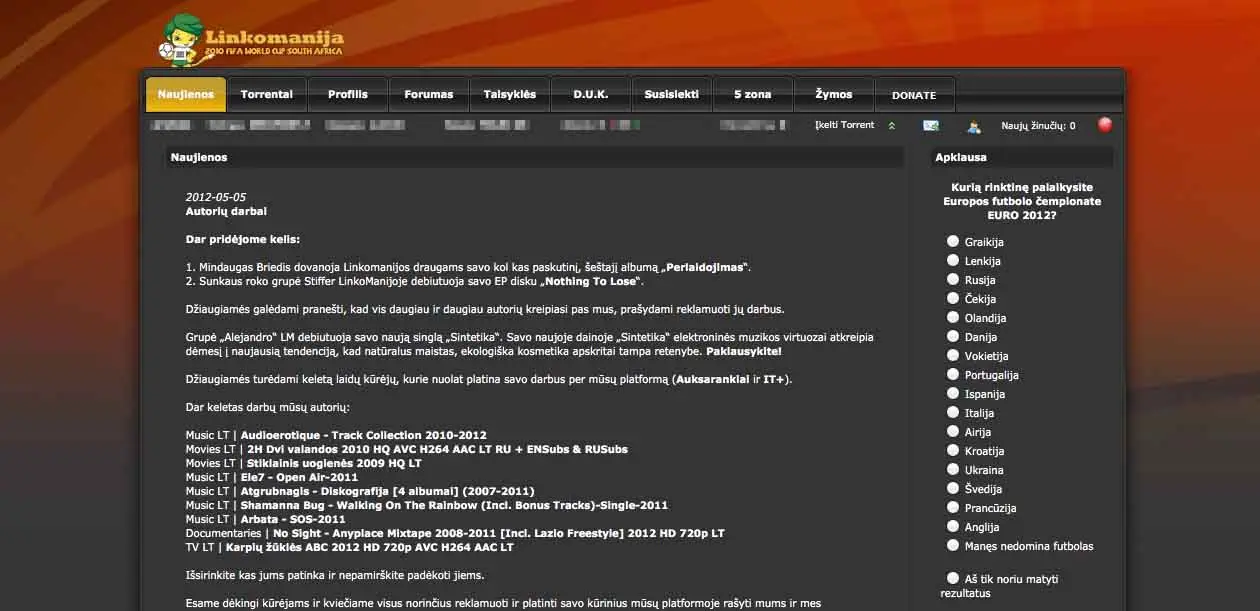 Linkomanija
2010 FIFA WORLD CUP SOUTH AFRICA
Naujienos
Torrentai
Profilis
Forumas
Taisyklės
D.U.K.
Susisiekti
S zona
Žymos
DONATE
Įkelti Torrent
Naujų žinučių: 0
Naujienos
2012-05-05
Autorių darbai
Dar pridėjome kelis:
1. Mindaugas Briedis dovanoja Linkomanijos draugams savo kol kas paskutinį, šeštąjį albumą „Periaidojimas“.
2. Sunkaus roko grupė Stiffer LinkoManijoje debiutuoja savo EP disku „Nothing To Lose“.
Džiaugiamės galėdami pranešti, kad vis daugiau ir daugiau autorių kreipiasi pas mus, prašydami reklamuoti jų darbus.
Grupė „Alejandro“ LM debiutuoja savo naują singlą „Sintetika“. Savo naujoje dainoje „Sintetika“ elektroninės muzikos virtuozai atkreipia
dėmesį į naujausią tendenciją, kad natūralus maistas, ekologiška kosmetika apskritai tampa retenybe. Paklausykite!
Džiaugiamės turėdami keletą laidų kūrėjų, kurie nuolat platina savo darbus per mūsų platformą (Auksarankiai ir IT+).
Dar keletas darbų mūsų autorių:
Music LT | Audioerotique - Track Collection 2010-2012
Movies LT | 2H Dvi valandos 2010 HQ AVC H264 AAC LT RU + ENSubs & RUSubs
Movies LT | Stiklainis uogienės 2009 HQ LT
Music LT | Ele7 - Open Air-2011
Music LT | Atgrubnagis - Diskografija [4 albumai] (2007-2011)
Music LT | Shamanna Bug - Walking On The Rainbow (Incl. Bonus Tracks)-Single-2011
Music LT | Arbata - SOS-2011
Documentaries | No Sight - Anyplace Mixtape 2008-2011 [Incl. Lazio Freestyle] 2012 HD 720p LT
TV LT | Karpių žūklės ABC 2012 HD 720p AVC H264 AAC LT
Išsirinkite kas jums patinka ir nepamirškite padėkoti jiems.
Esame dėkingi kūrėjams ir kviečiame visus norinčius reklamuoti ir platinti savo kūrinius mūsų platformoje rašyti mums ir mes
Apklausa
Kurią rinktinę palaikysite
Europos futbolo čempionate
EURO 2012?
Graikija
Lenkija
Rusija
Čekija
Olandija
Danija
Vokietija
Portugalija
Ispanija
Italija
Airija
Kroatija
Ukraina
Švedija
Prancūzija
Anglija
Manęs nedomina futbolas
Aš tik noriu matyti
rezultatus